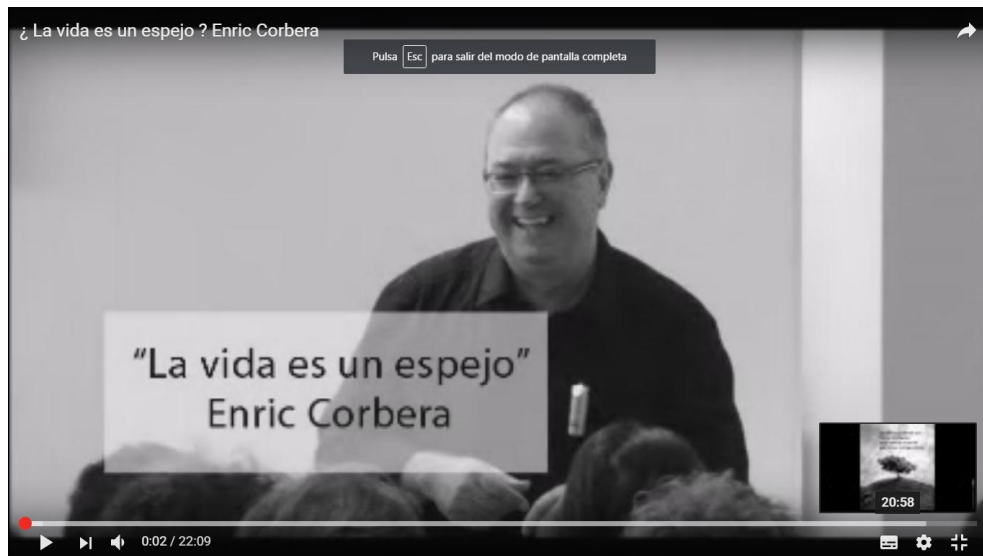 ¿ La vida es un espejo ? Enric Corbera
Pulsa Esc para salir del modo de pantalla completa
"La vida es un espejo"
Enric Corbera
20:58
0:02 / 22:09